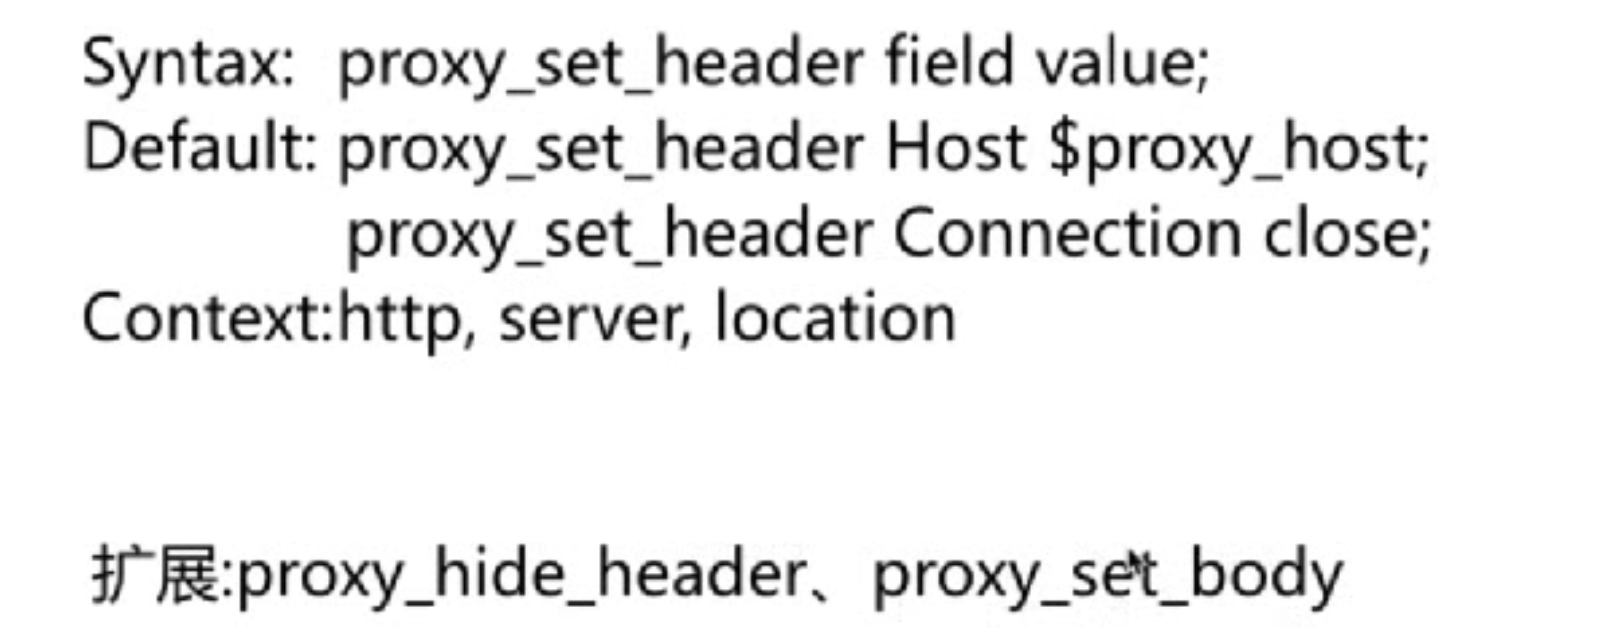 Syntax: proxy_set_header field value;
Default: proxy_set_header Host $proxy_host;
proxy_set_header Connection close;
Context:http, server, location
扩展:proxy_hide_header、proxy_set_body